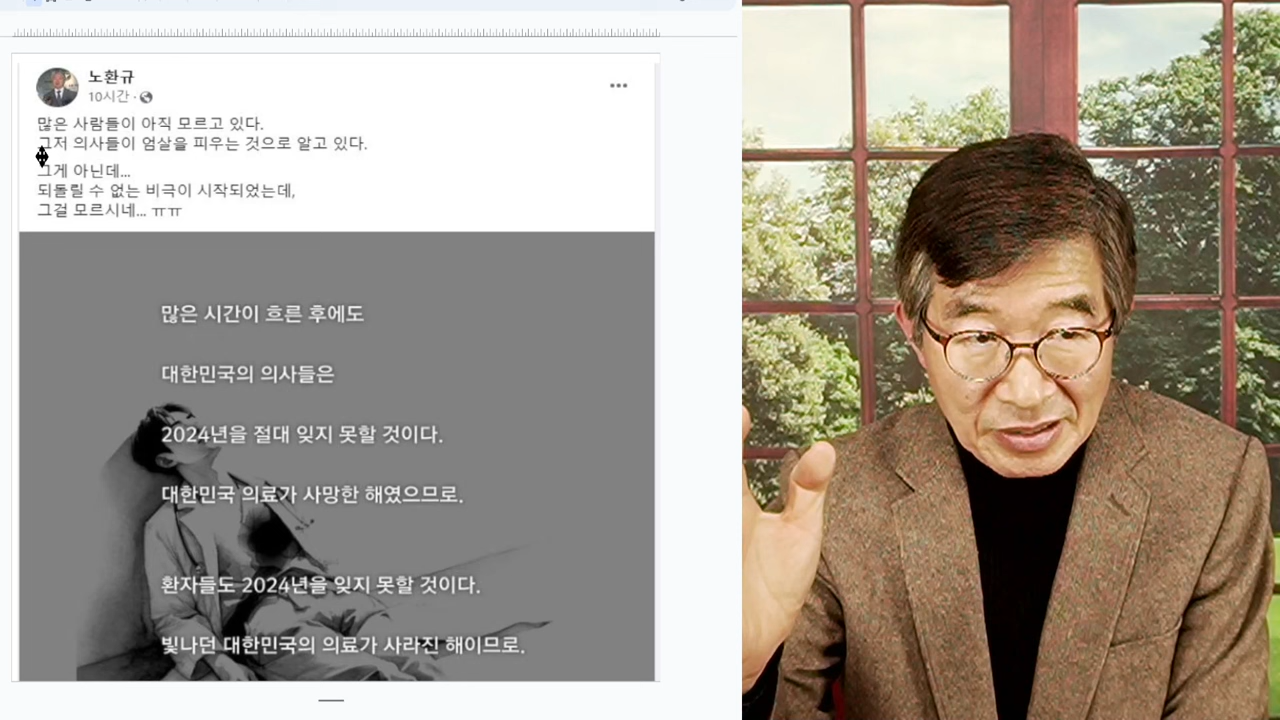 노환규
10시간
많은 사람들이 아직 모르고 있다.
그저 의사들이 엄살을 피우는 것으로 알고 있다.
그게 아닌데...
되돌릴 수 없는 비극이 시작되었는데,
그걸 모르시네... ㅠㅠ
많은 시간이 흐른 후에도
대한민국의 의사들은
2024년을 절대 잊지 못할 것이다.
대한민국 의료가 사망한 해였으므로.
환자들도 2024년을 잊지 못할 것이다.
빛나던 대한민국의 의료가 사라진 해이므로.